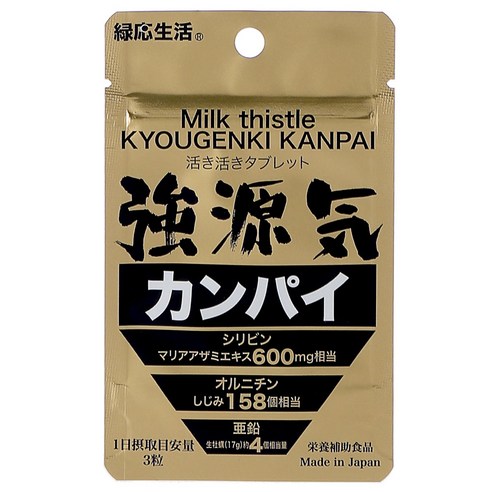 緑応生活®
Milk thistle
KYOUGENKI KANPAI
活き活きタブレット
強源気
カンパイ
シリビン
マリアアザミエキス600mg相当
オルニチン
しじみ158個相当
亜鉛
生牡蠣(17g)約4個相当量
1日摂取目安量
3粒
栄養補助食品
Made in Japan